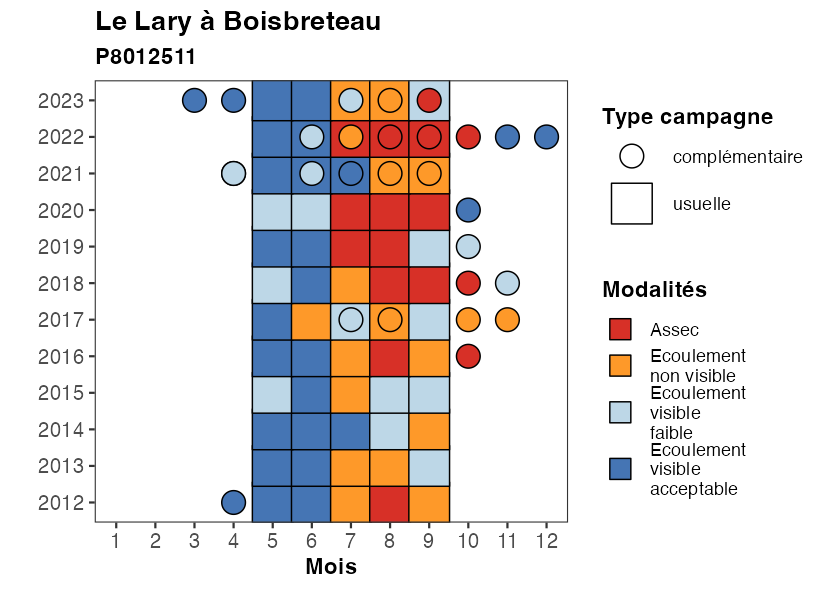 Le Lary à Boisbreteau
P8012511
2023
2022
2021
2020
2019
2018
2017
2016
2015
2014
2013
2012
1 2 3 4 5 6 7 8 9 10 11 12
Mois
Type campagne
complémentaire
usuelle
Modalités
Assec
Ecoulement
non visible
Ecoulement
visible
faible
Ecoulement
visible
acceptable